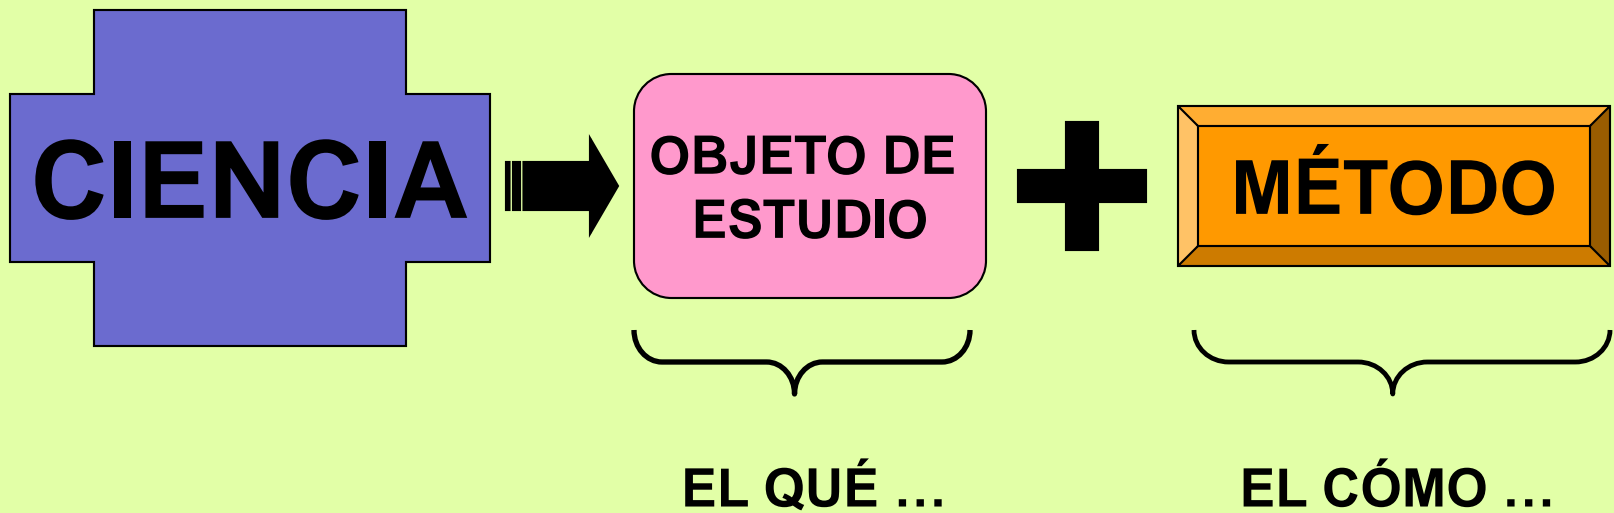 CIENCIA
OBJETO DE
ESTUDIO
MÉTODO
EL QUÉ ...
EL CÓMO ...